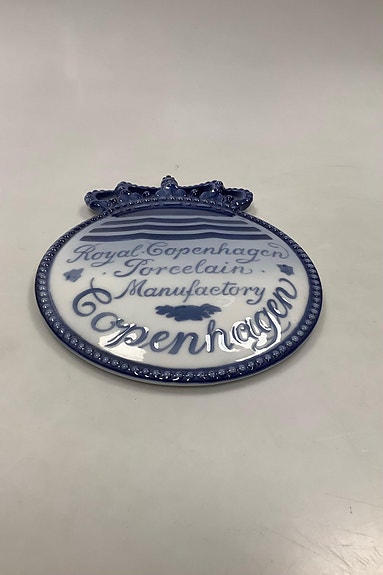 Royal Copenhagen
Porcelain
Manufactory
Copenhagen